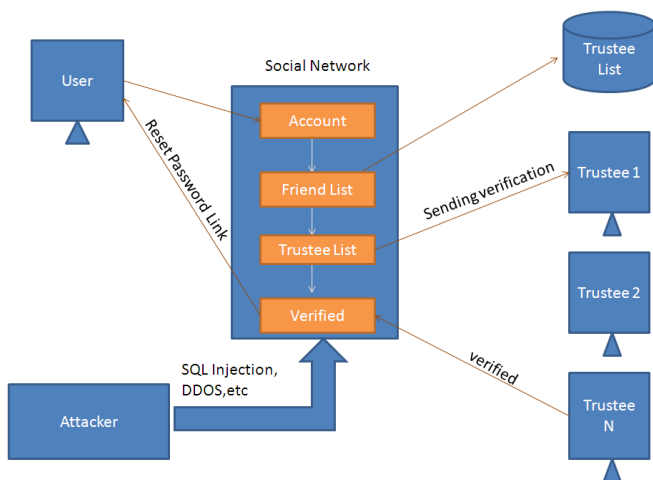 Social Network
User
Trustee
List
Account
Reset Password Link
Friend List
Sending verification
Trustee 1
Trustee List
Trustee 2
Verified
verified
SQL Injection,
DDOS,etc
Attacker
Trustee
N